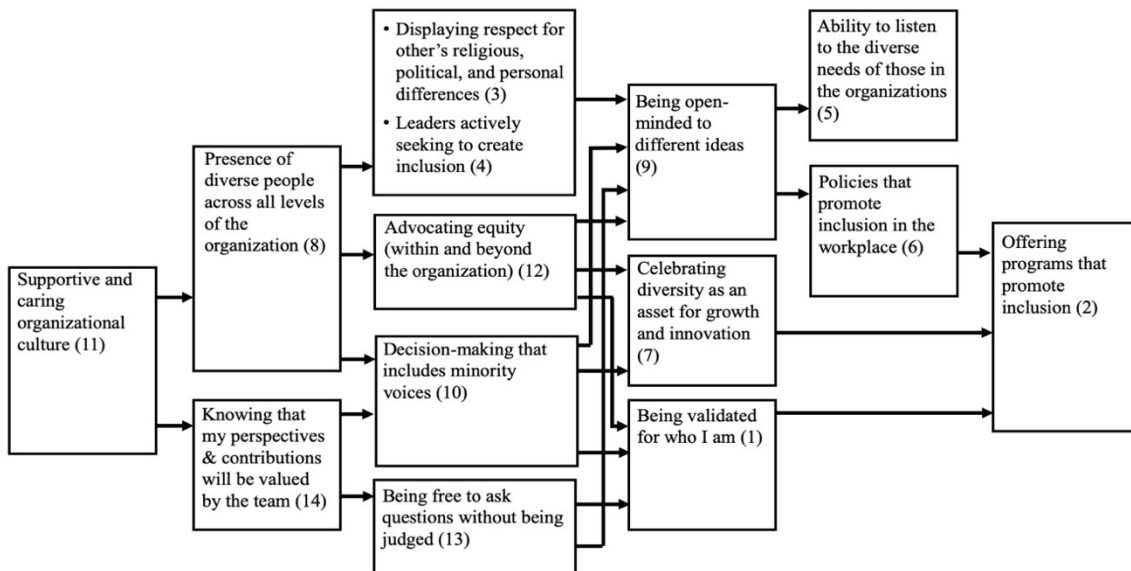 Supportive and
caring
organizational
culture (11)
Presence of
diverse people
across all levels
of the
organization (8)
Knowing that
my perspectives
& contributions
will be valued
by the team (14)
• Displaying respect for
other’s religious,
political, and personal
differences (3)
• Leaders actively
seeking to create
inclusion (4)
Advocating equity
(within and beyond
the organization) (12)
Decision-making that
includes minority
voices (10)
Being free to ask
questions without being
judged (13)
Being open-
minded to
different ideas
(9)
Celebrating
diversity as an
asset for growth
and innovation
(7)
Being validated
for who I am (1)
Ability to listen
to the diverse
needs of those in
the organizations
(5)
Policies that
promote
inclusion in the
workplace (6)
Offering
programs that
promote
inclusion (2)